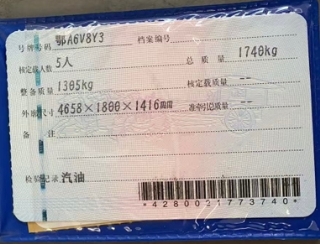 号牌号码 鄂A6V8Y3 档案编号
核定载人数 5人 总质量 1740kg
整备质量 1305kg 核定载质量 --
外廓尺寸 4658×1800×1416mm 准牵引总质量 --
备注
检验记录 汽油
*4280021773740*